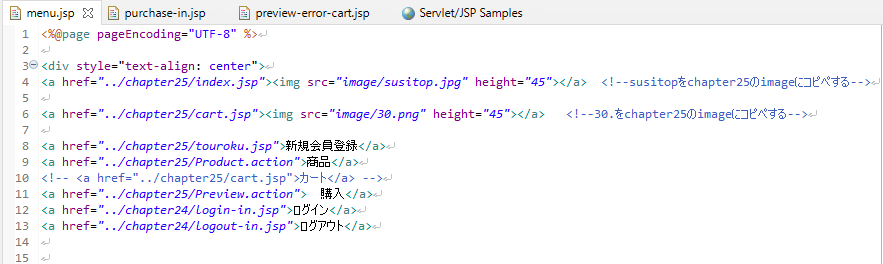 menu.jsp purchase-in.jsp preview-error-cart.jsp Servlet/JSP Samples
1 <%@page pageEncoding="UTF-8" %>
2
3 <div style="text-align: center">
4 <a href="../chapter25/index.jsp"><img src="image/susitop.jpg" height="45"></a> <!--susitopをchapter25のimageにコピペする-->
5
6 <a href="../chapter25/cart.jsp"><img src="image/30.png" height="45"></a> <!--30.をchapter25のimageにコピペする-->
7
8 <a href="../chapter25/touroku.jsp">新規会員登録</a>
9 <a href="../chapter25/Product.action">商品</a>
10 <!-- <a href="../chapter25/cart.jsp">カート</a> -->
11 <a href="../chapter25/Preview.action">　購入</a>
12 <a href="../chapter24/login-in.jsp">ログイン</a>
13 <a href="../chapter24/logout-in.jsp">ログアウト</a>
14
15